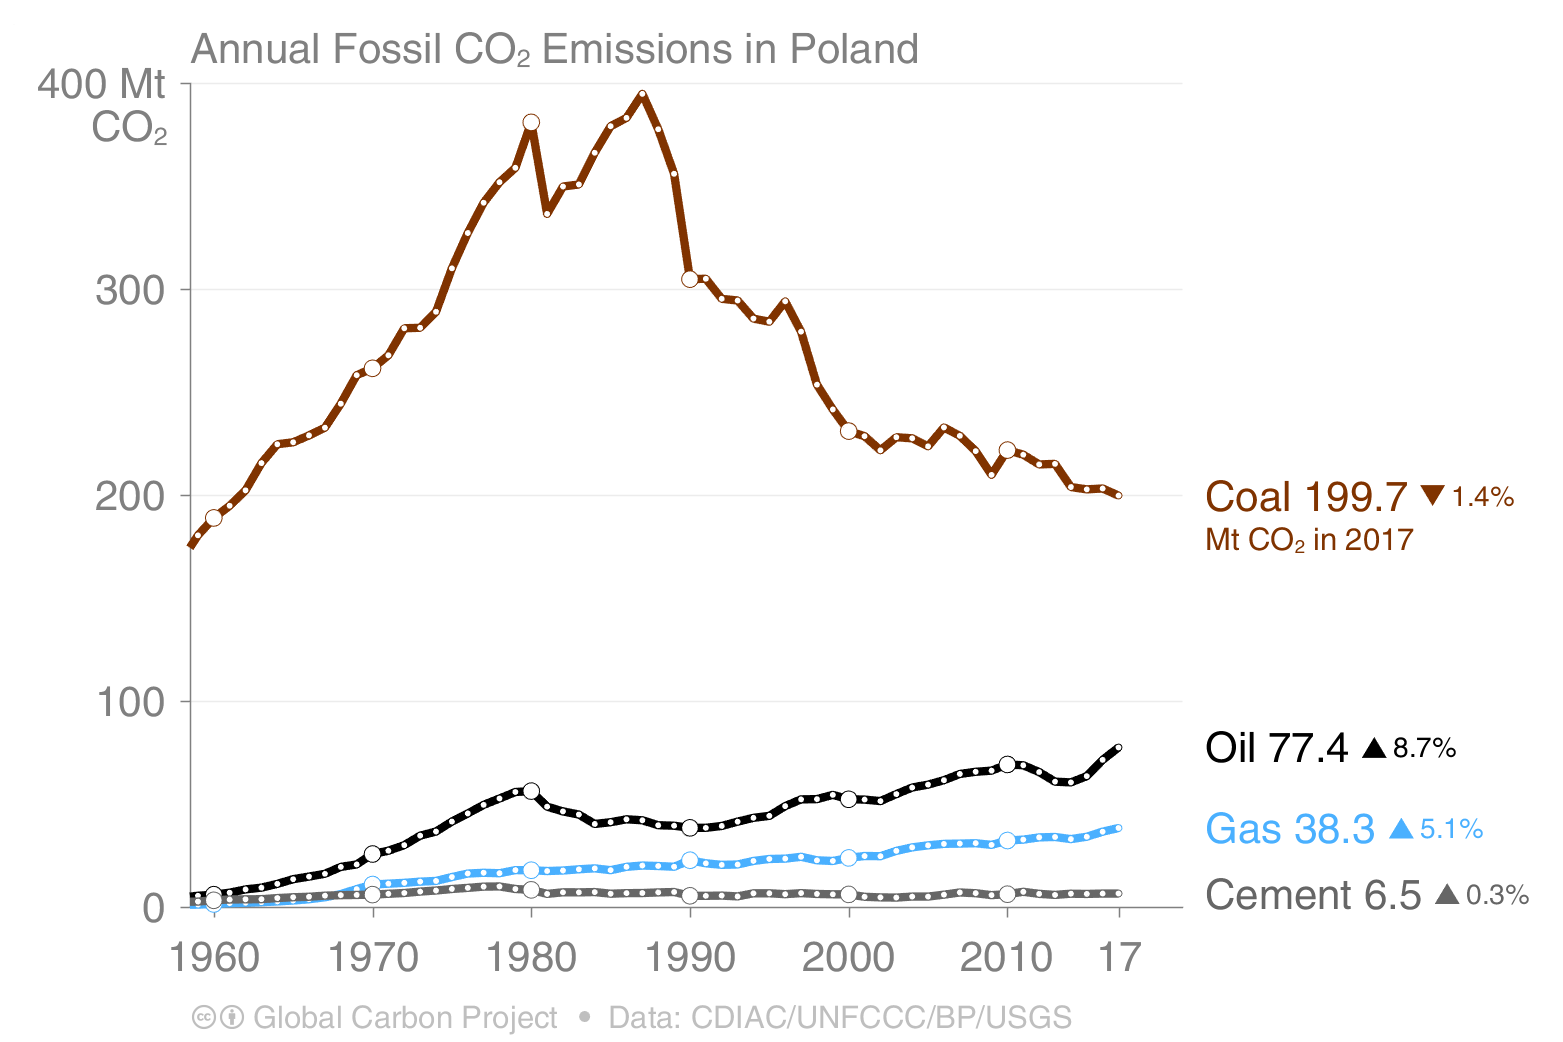 Annual Fossil CO₂ Emissions in Poland
400 Mt
CO₂
300
200
100
0
Coal 199.7 ▼ 1.4%
Mt CO₂ in 2017
Oil 77.4 ▲ 8.7%
Gas 38.3 ▲ 5.1%
Cement 6.5 ▲ 0.3%
1960 1970 1980 1990 2000 2010 17
cc Global Carbon Project • Data: CDIAC/UNFCCC/BP/USGS